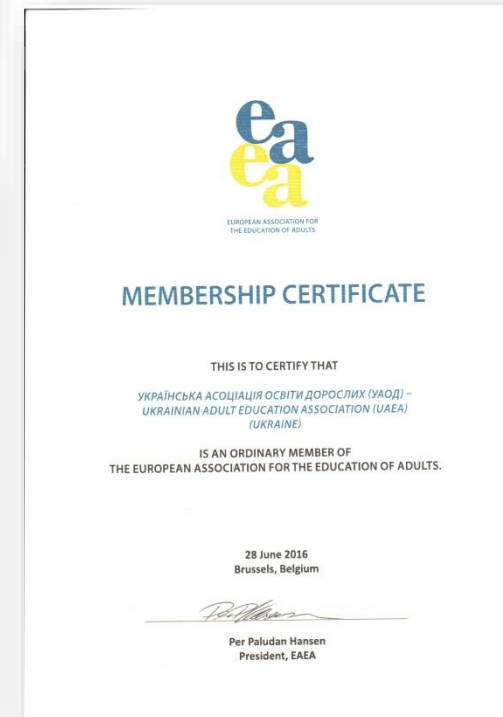 ea
ea
EUROPEAN ASSOCIATION FOR
THE EDUCATION OF ADULTS
MEMBERSHIP CERTIFICATE
THIS IS TO CERTIFY THAT
УКРАЇНСЬКА АСОЦІАЦІЯ ОСВІТИ ДОРОСЛИХ (УАОД) –
UKRAINIAN ADULT EDUCATION ASSOCIATION (UAEA)
(UKRAINE)
IS AN ORDINARY MEMBER OF
THE EUROPEAN ASSOCIATION FOR THE EDUCATION OF ADULTS.
28 June 2016
Brussels, Belgium
Per Paludan Hansen
President, EAEA